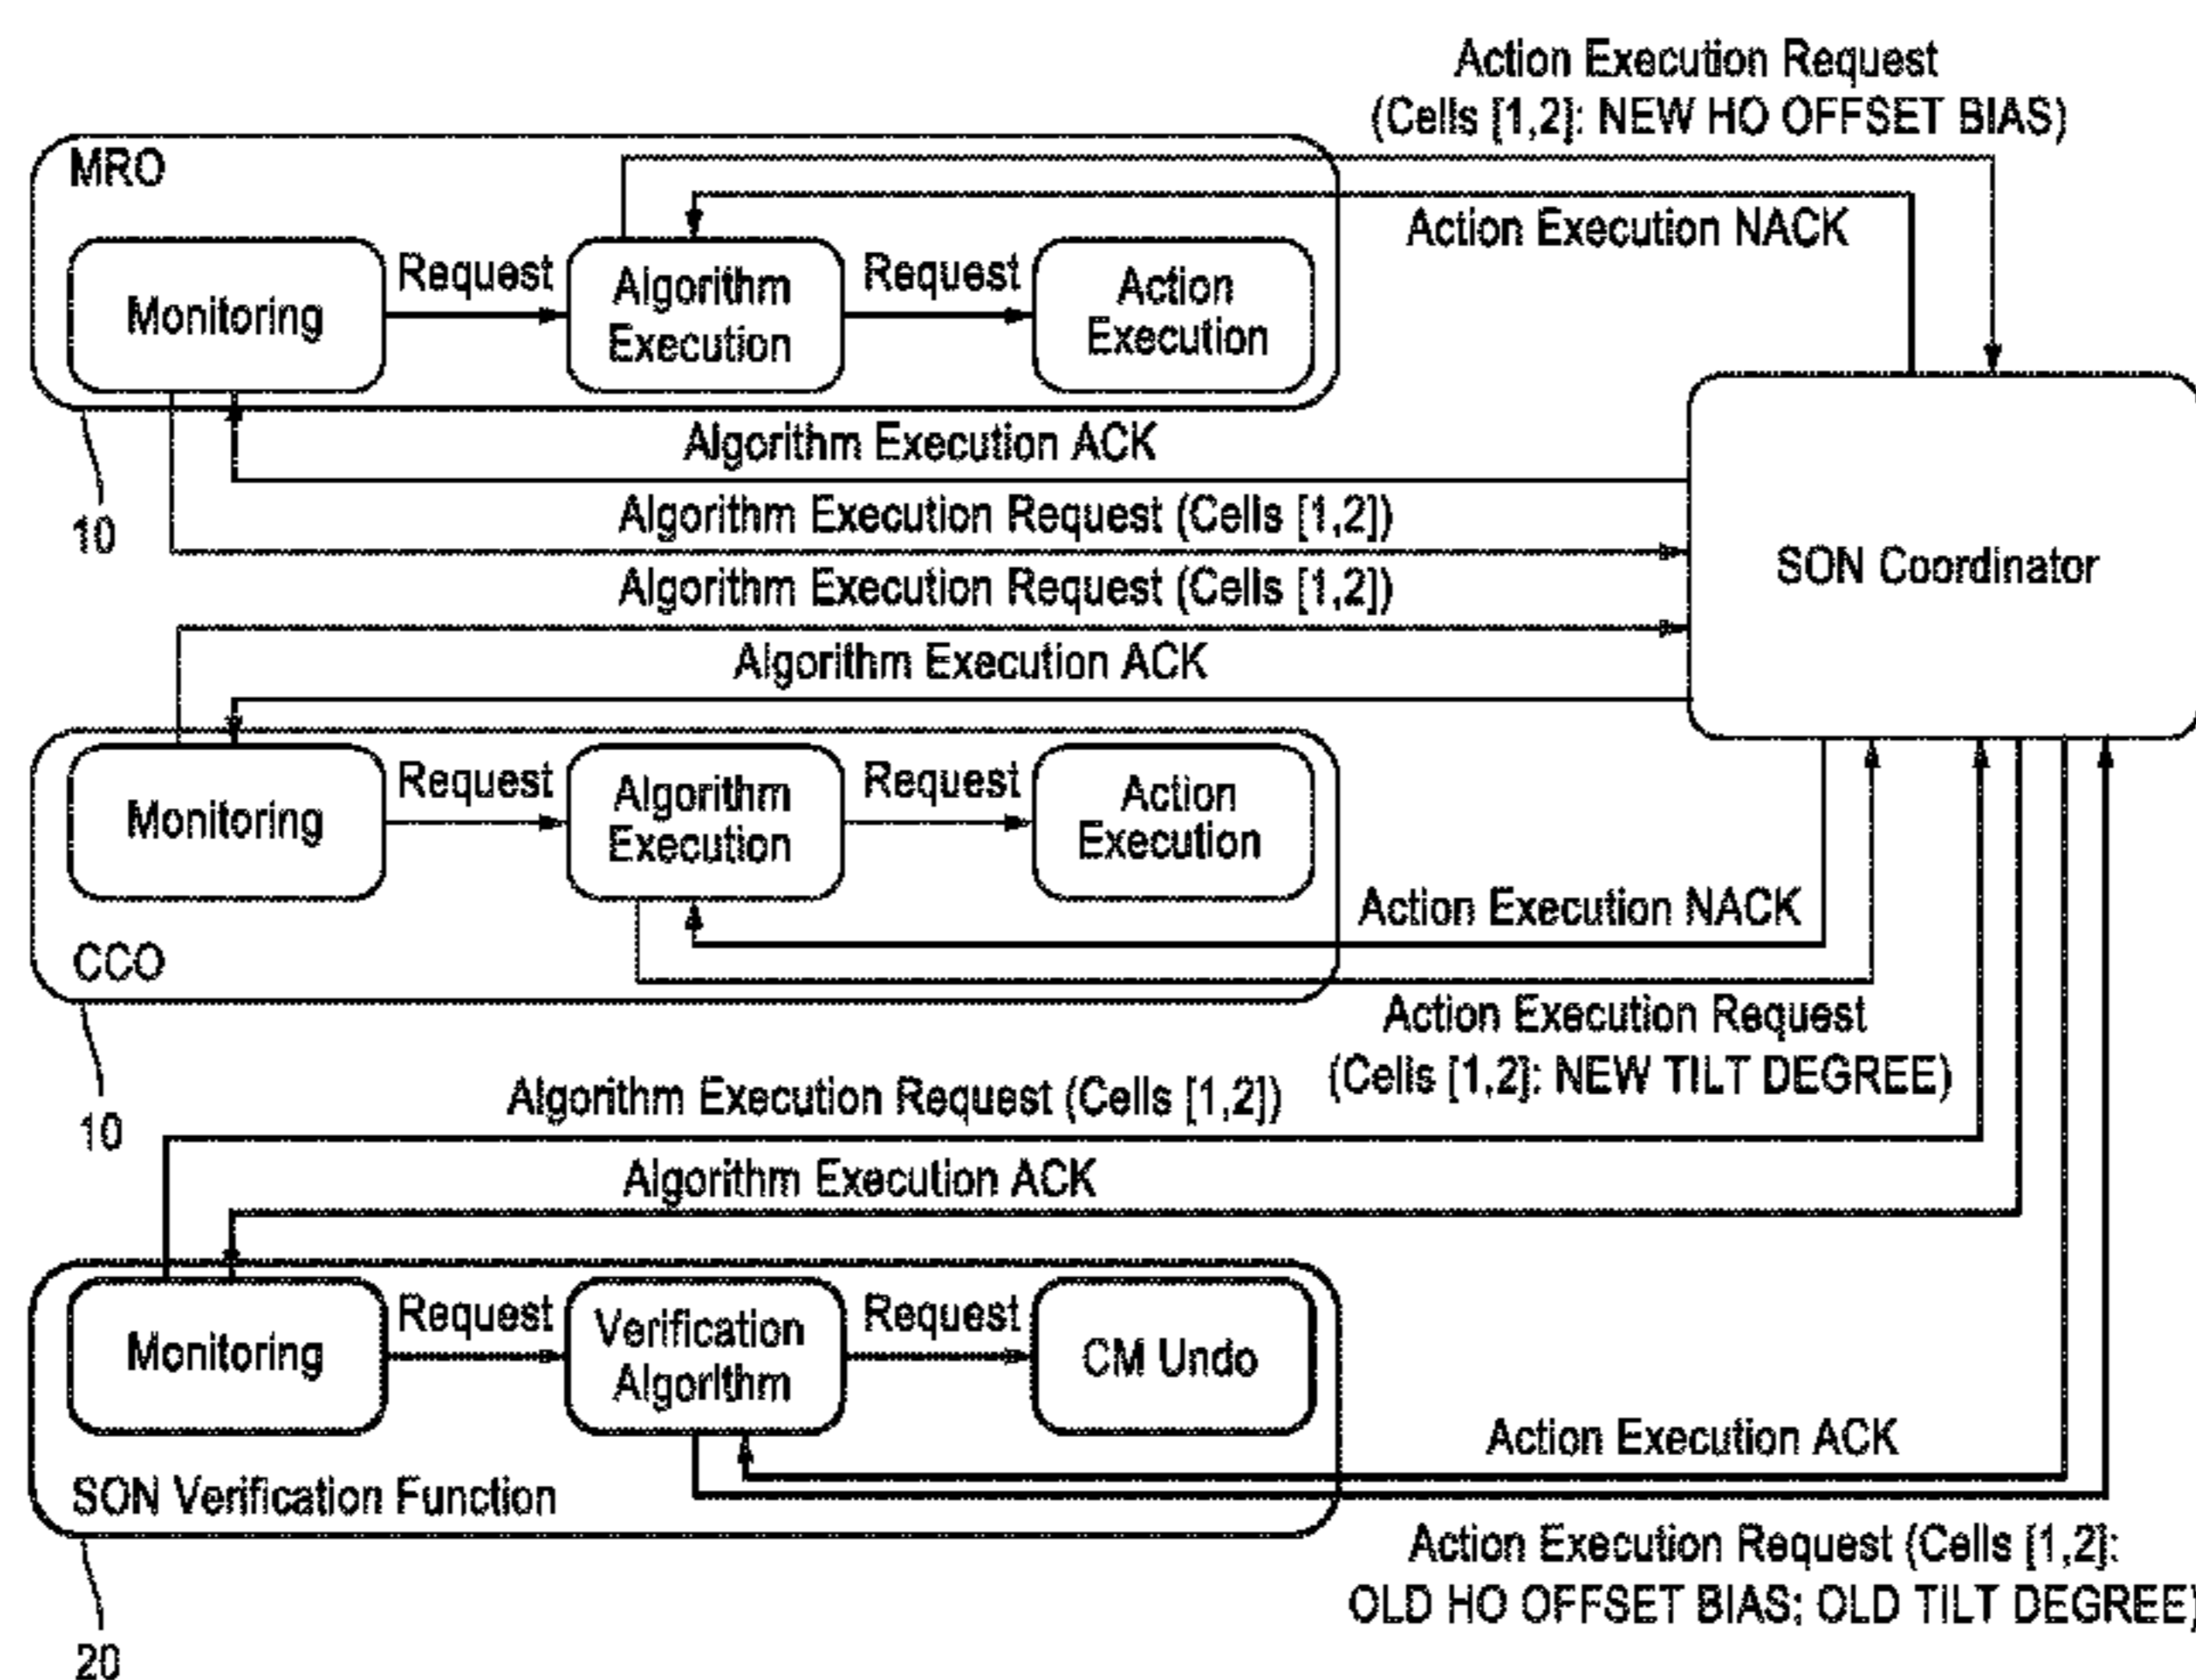 Action Execution Request
(Cells [1,2]: NEW HO OFFSET BIAS)
MRO
Action Execution NACK
Monitoring
Request
Algorithm
Execution
Request
Action
Execution
Algorithm Execution ACK
10
Algorithm Execution Request (Cells [1,2])
SON Coordinator
Algorithm Execution Request (Cells [1,2])
Algorithm Execution ACK
Monitoring
Request
Algorithm
Execution
Request
Action
Execution
Action Execution NACK
CCO
10
Action Execution Request
(Cells [1,2]: NEW TILT DEGREE)
Algorithm Execution Request (Cells [1,2])
Algorithm Execution ACK
Monitoring
Request
Verification
Algorithm
Request
CM Undo
Action Execution ACK
SON Verification Function
20
Action Execution Request (Cells [1,2]:
OLD HO OFFSET BIAS; OLD TILT DEGREE)